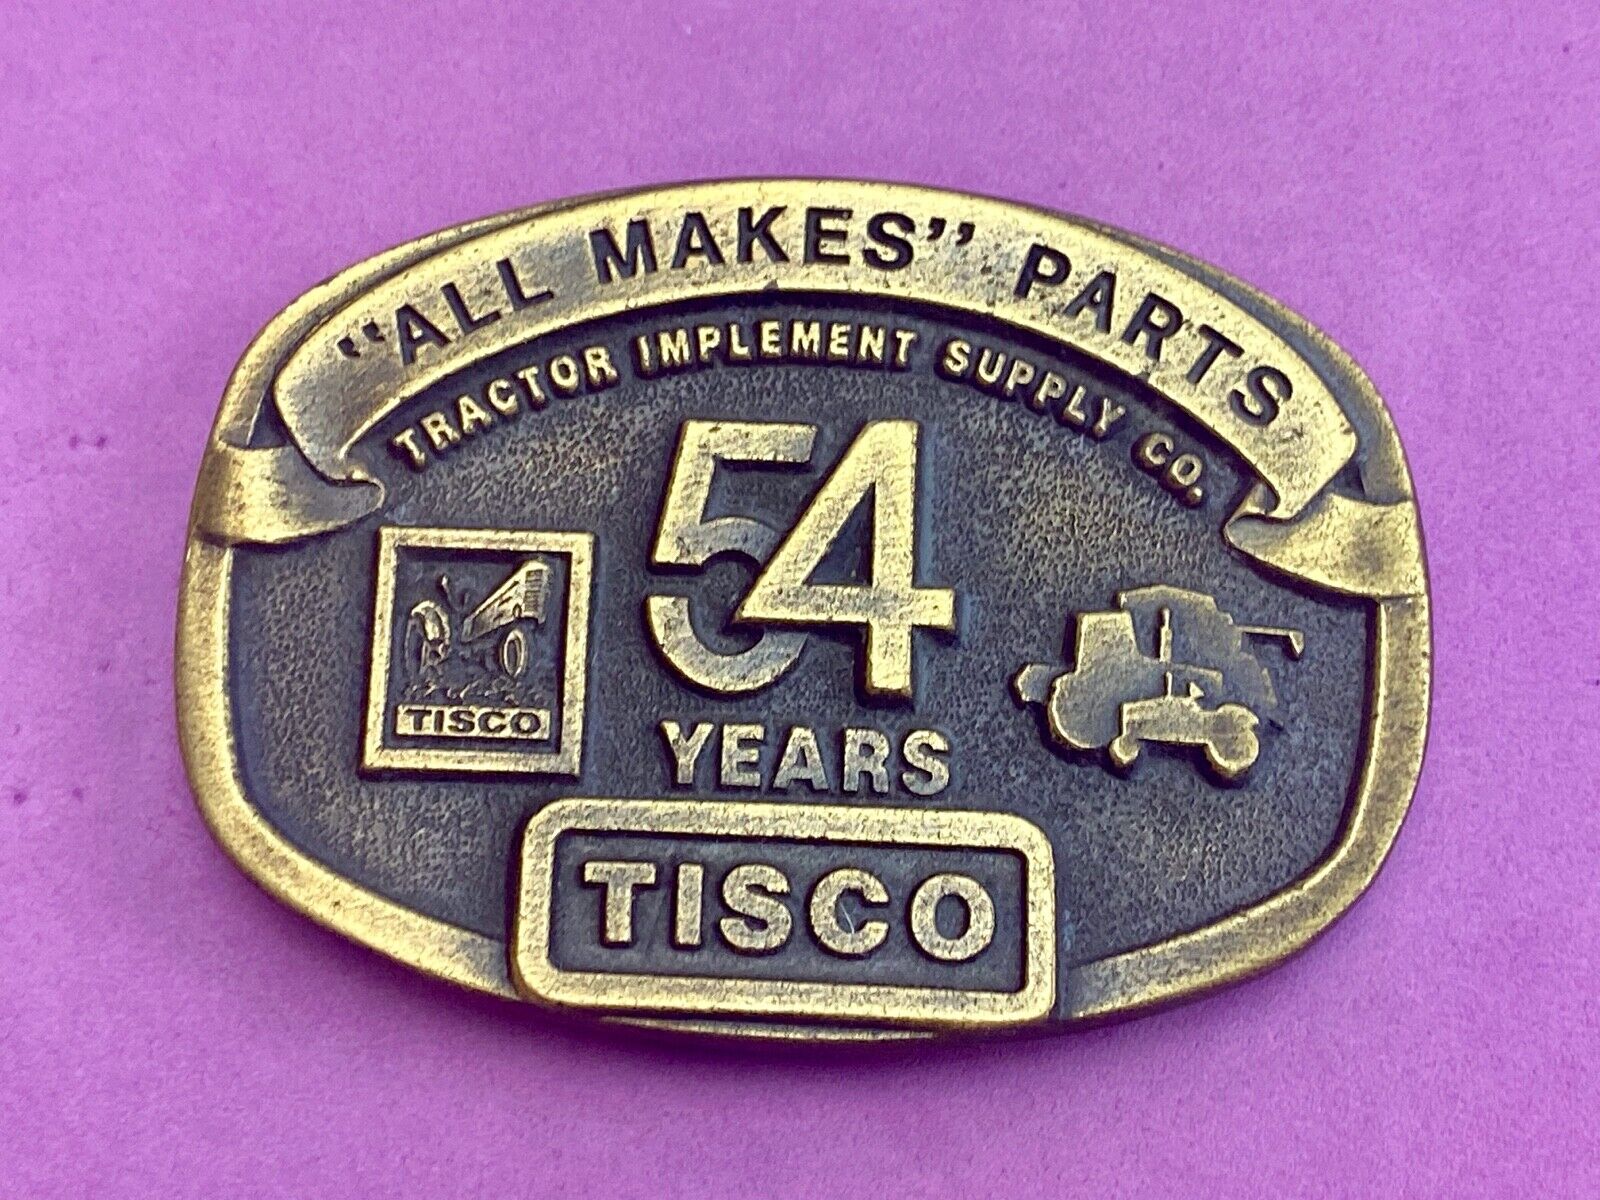 "ALL MAKES" PARTS
TRACTOR IMPLEMENT SUPPLY CO.
54
YEARS
TISCO
TISCO